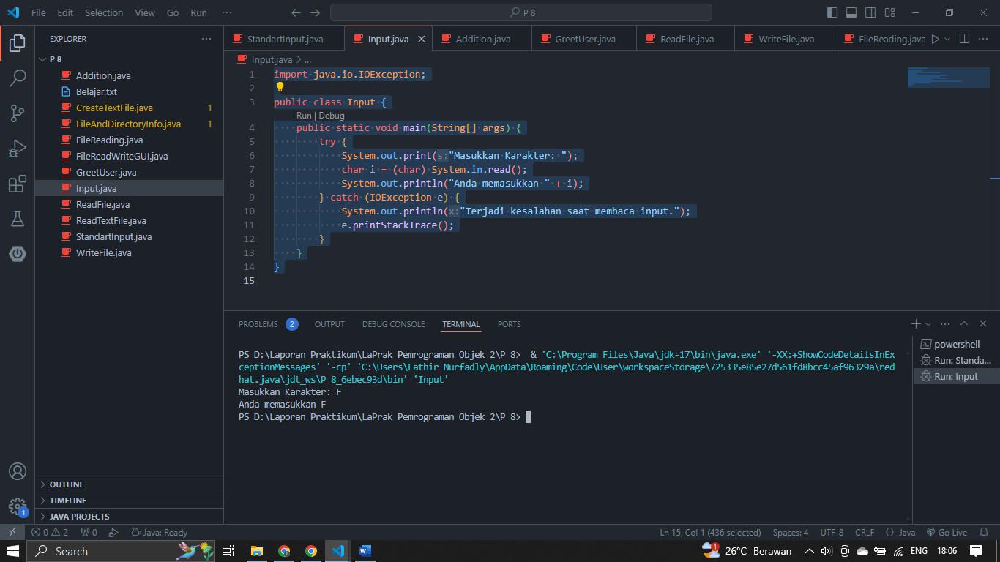 File Edit Selection View Go Run ··· P 8
EXPLORER ···
P 8
Addition.java
Belajar.txt
CreateTextFile.java 1
FileAndDirectoryInfo.java 1
FileReading.java
FileReadWriteGUI.java
GreetUser.java
Input.java
ReadFile.java
ReadTextFile.java
StandartInput.java
WriteFile.java
OUTLINE
TIMELINE
JAVA PROJECTS
1
StandartInput.java Input.java Addition.java GreetUser.java ReadFile.java WriteFile.java FileReading.java ···
Input.java > ...
1 import java.io.IOException;
2
3 public class Input {
Run | Debug
4 public static void main(String[] args) {
5 try {
6 System.out.print(s:"Masukkan Karakter: ");
7 char i = (char) System.in.read();
8 System.out.println("Anda memasukkan " + i);
9 } catch (IOException e) {
10 System.out.println(x:"Terjadi kesalahan saat membaca input.");
11 e.printStackTrace();
12 }
13 }
14 }
15
PROBLEMS 2 OUTPUT DEBUG CONSOLE TERMINAL PORTS ···
PS D:\Laporan Praktikum\LaPrak Pemrograman Objek 2\P 8> & 'C:\Program Files\Java\jdk-17\bin\java.exe' '-XX:+ShowCodeDetailsInEx
ceptionMessages' '-cp' 'C:\Users\Fathir Nurfadly\AppData\Roaming\Code\User\workspaceStorage\725335e85e27d561fd8bcc45af96329a\red
hat.java\jdt_ws\P 8_6ebec93d\bin' 'Input'
Masukkan Karakter: F
Anda memasukkan F
PS D:\Laporan Praktikum\LaPrak Pemrograman Objek 2\P 8>
powershell
Run: Standa...
Run: Input
0 2 0 Java: Ready Ln 15, Col 1 (436 selected) Spaces: 4 UTF-8 CRLF {} Java Go Live
Search 1 26°C Berawan ENG 18:06